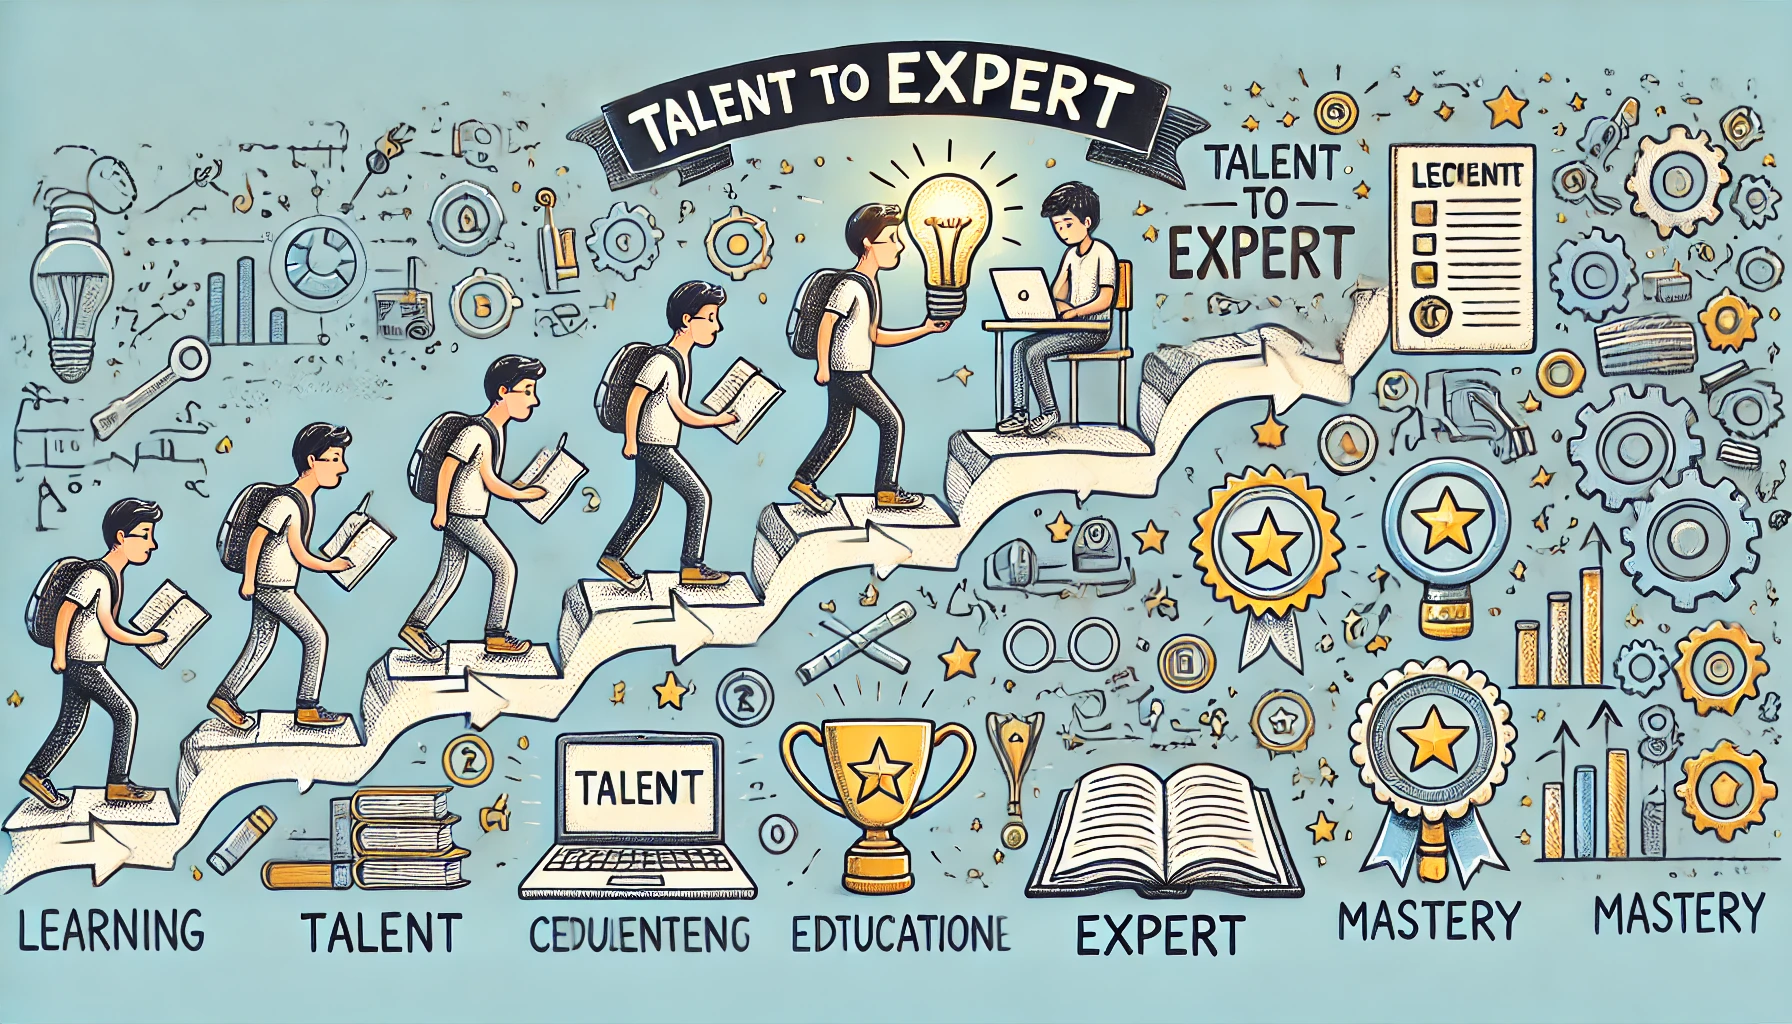 TALENT TO EXPERT
TALENT
TO
EXPERT
LECIENTT
TALENT
LEARNING
TALENT
CEDULENTENG
EDTUCATIONE
EXPERT
MASTERY
MASTERY